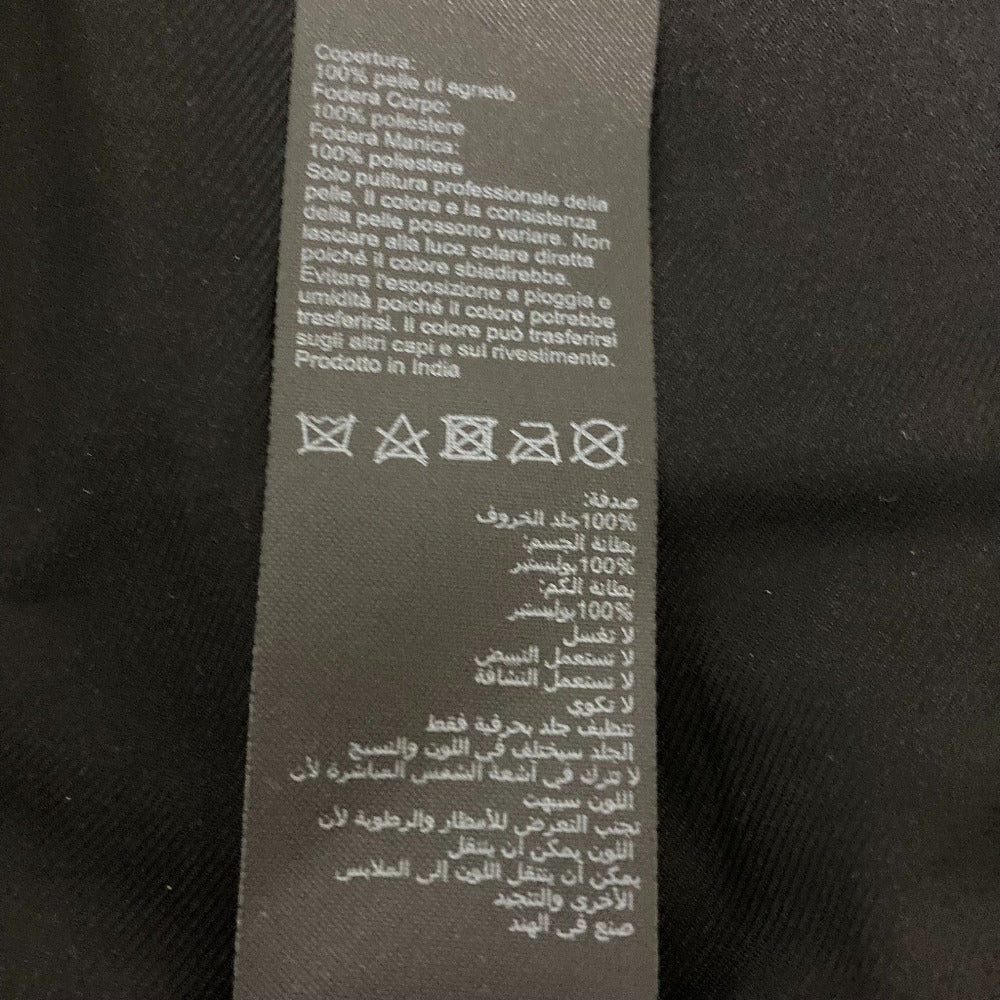 Copertura:
100% pelle di agnello
Fodera Corpo:
100% poliestere
Fodera Manica:
100% poliestere
Solo pulitura professionale della
pelle. Il colore e la consistenza
della pelle possono variare. Non
lasciare alla luce solare diretta
poiché il colore sbiadirebbe.
Evitare l'esposizione a pioggia e
umidità poiché il colore potrebbe
trasferirsi. Il colore può trasferirsi
sugli altri capi e sul rivestimento.
Prodotto in India
صدفة:
100%جلد الخروف
بطانة الجسم:
100%بوليستير
بطانة الكم:
100%بوليستير
لا تغسل
لا تستعمل النسض
لا تستعمل النشافة
لا تكوي
تنظيف جلد بحرفية فقط
الجلد سيختلف في اللون والنسيج
لا تترك في أشعة الشمس المباشرة لأن
اللون سيبهت
تجنب التعرض للأمطار والرطوبة لأن
اللون يمكن أن ينتقل
يمكن أن ينتقل اللون إلى الملابس
الأخرى والتنجيد
صنع في الهند